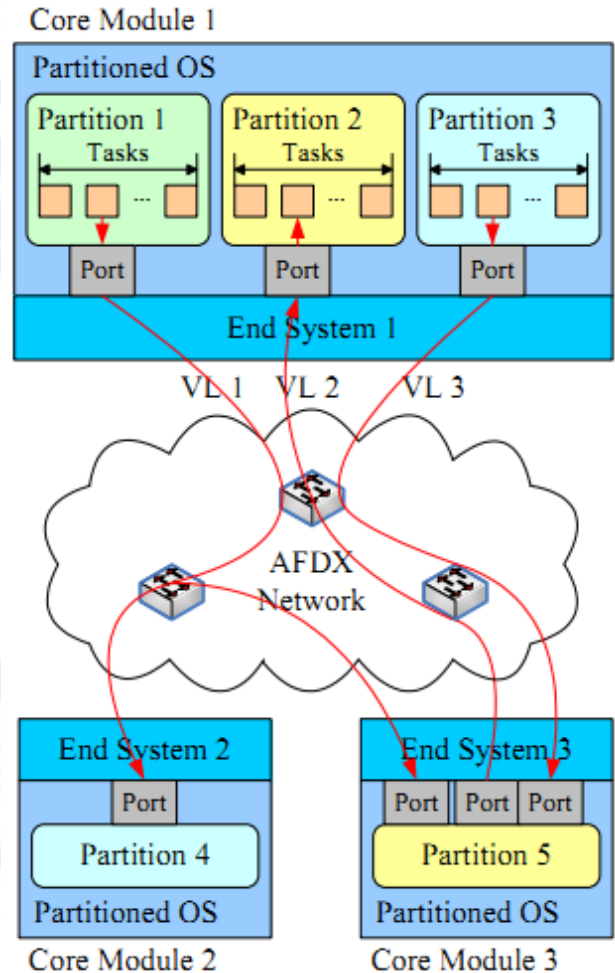 Core Module 1
Partitioned OS
Partition 1
Partition 2
Partition 3
Tasks
Tasks
Tasks
...
...
...
Port
Port
Port
End System 1
VL 1
VL 2
VL 3
AFDX
Network
End System 2
End System 3
Port
Port
Port
Port
Partition 4
Partition 5
Partitioned OS
Partitioned OS
Core Module 2
Core Module 3